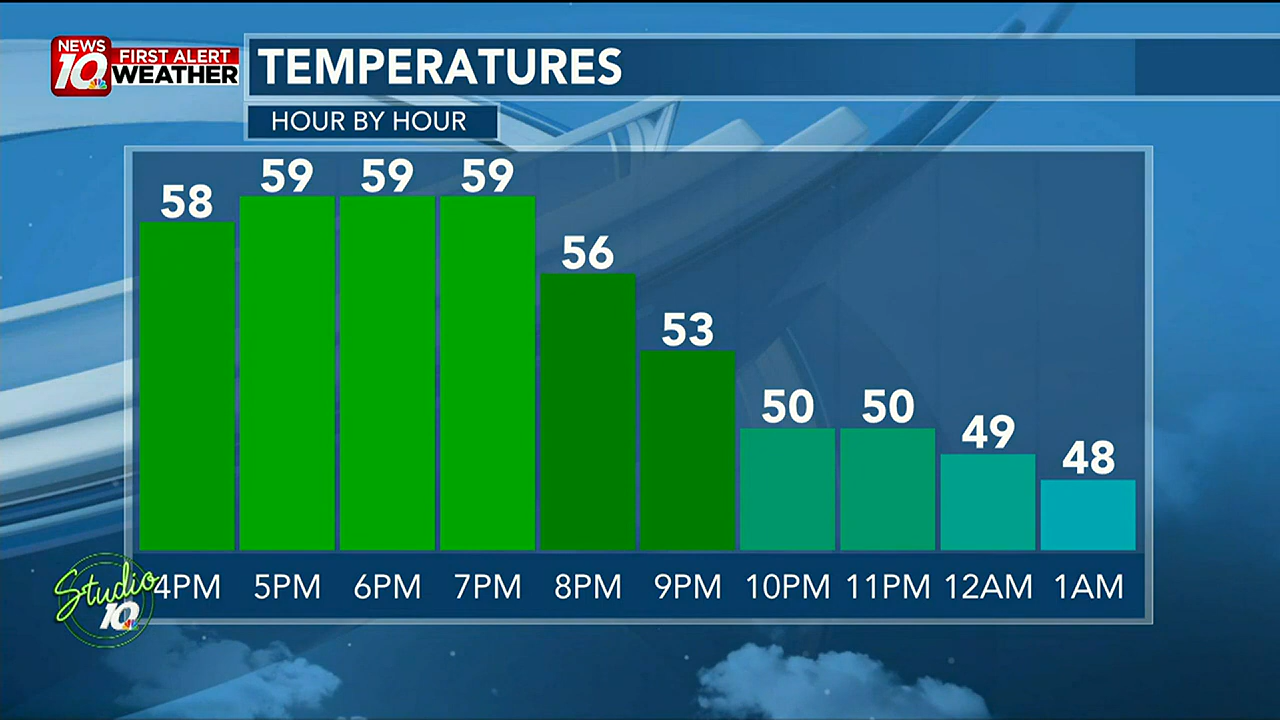 NEWS
10
FIRST ALERT
WEATHER
TEMPERATURES
HOUR BY HOUR
58 59 59 59 56 53 50 50 49 48
4PM 5PM 6PM 7PM 8PM 9PM 10PM 11PM 12AM 1AM
Studio
10